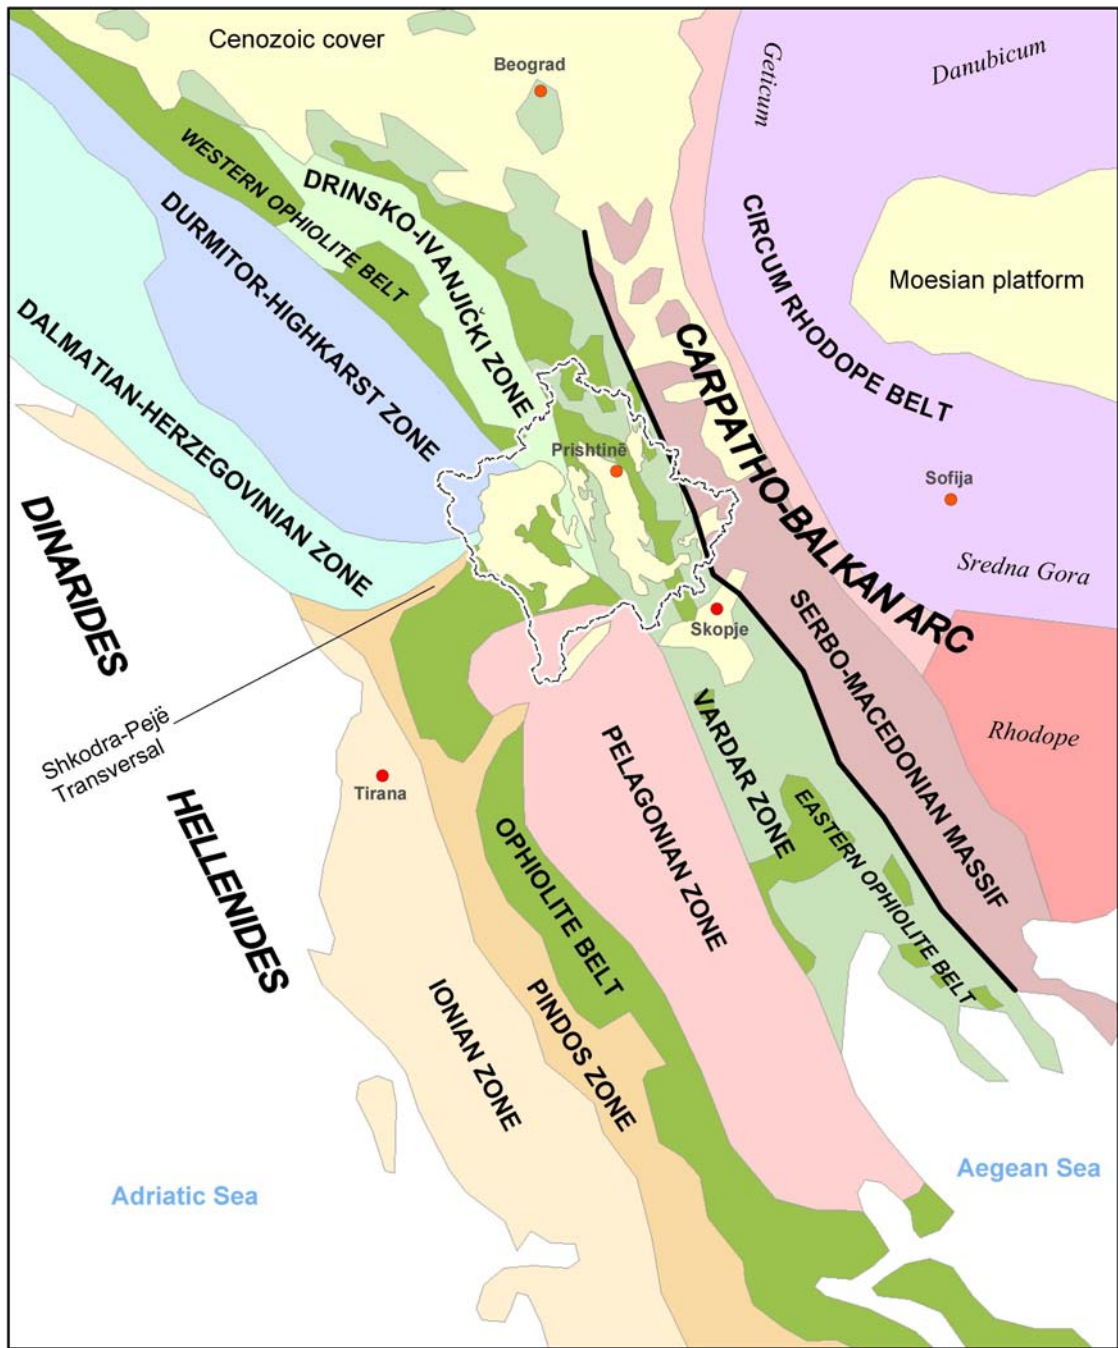 Cenozoic cover
Beograd
Geticum
Danubicum
WESTERN OPHIOLITE BELT
DRINSKO-IVANJIČKI ZONE
DURMITOR-HIGHKARST ZONE
DALMATIAN-HERZEGOVINIAN ZONE
CIRCUM RHODOPE BELT
Moesian platform
CARPATHO-BALKAN ARC
Prishtinë
Sofija
DINARIDES
Sredna Gora
Skopje
SERBO-MACEDONIAN MASSIF
Shkodra-Pejë
Transversal
Rhodope
VARDAR ZONE
PELAGONIAN ZONE
Tirana
HELLENIDES
EASTERN OPHIOLITE BELT
OPHIOLITE BELT
IONIAN ZONE
PINDOS ZONE
Adriatic Sea
Aegean Sea